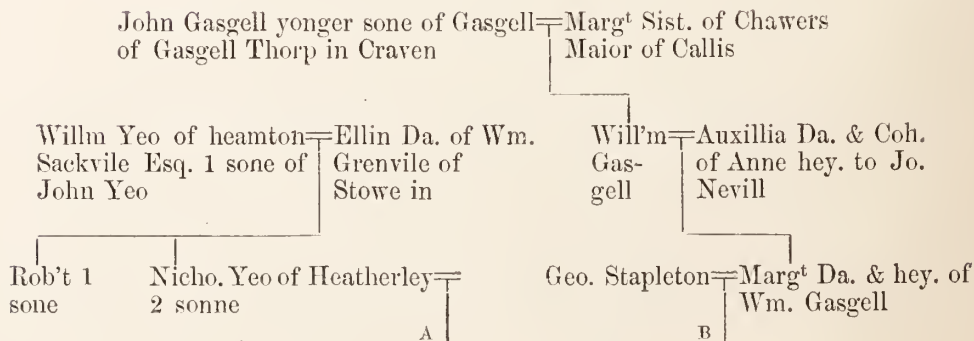 John Gasgell yonger sone of Gasgell=Margt Sist. of Chawers
of Gasgell Thorp in Craven Maior of Callis
Willm Yeo of heamton=Ellin Da. of Wm.
Sackvile Esq. 1 sone of Grenvile of
John Yeo Stowe in
Will'm=Auxillia Da. & Coh.
Gas- of Anne hey. to Jo.
gell Nevill
Rob't 1
sone
Nicho. Yeo of Heatherley=
2 sonne
Geo. Stapleton=Margt Da. & hey. of
Wm. Gasgell
A B